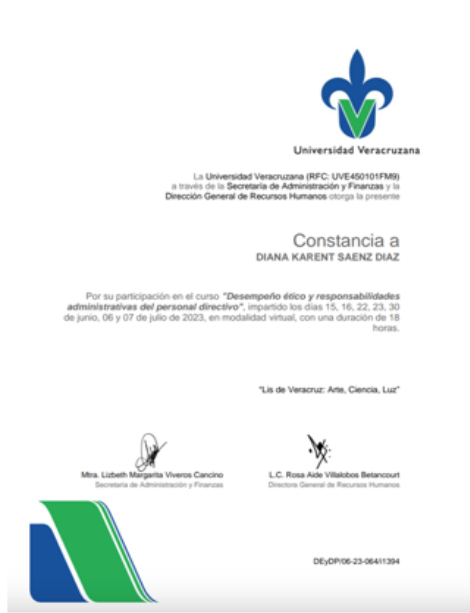 Universidad Veracruzana
La Universidad Veracruzana (RFC: UVE450101FM9)
a través de la Secretaría de Administración y Finanzas y la
Dirección General de Recursos Humanos otorga la presente
Constancia a
DIANA KARENT SAENZ DIAZ
Por su participación en el curso "Desempeño ético y responsabilidades
administrativas del personal directivo", impartido los días 15, 16, 22, 23, 30
de junio, 06 y 07 de julio de 2023, en modalidad virtual, con una duración de 18
horas.
"Lis de Veracruz: Arte, Ciencia, Luz"
Mtra. Lizbeth Margarita Viveros Cancino
Secretaria de Administración y Finanzas
L.C. Rosa Aide Villalobos Betancourt
Directora General de Recursos Humanos
DEyDP/06-23-064/I1394